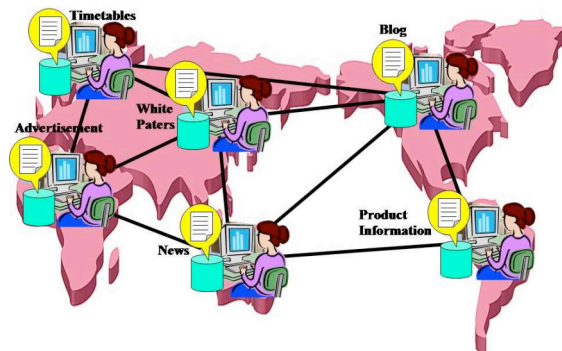 Timetables
Blog
White
Paters
Advertisement
Product
Information
News